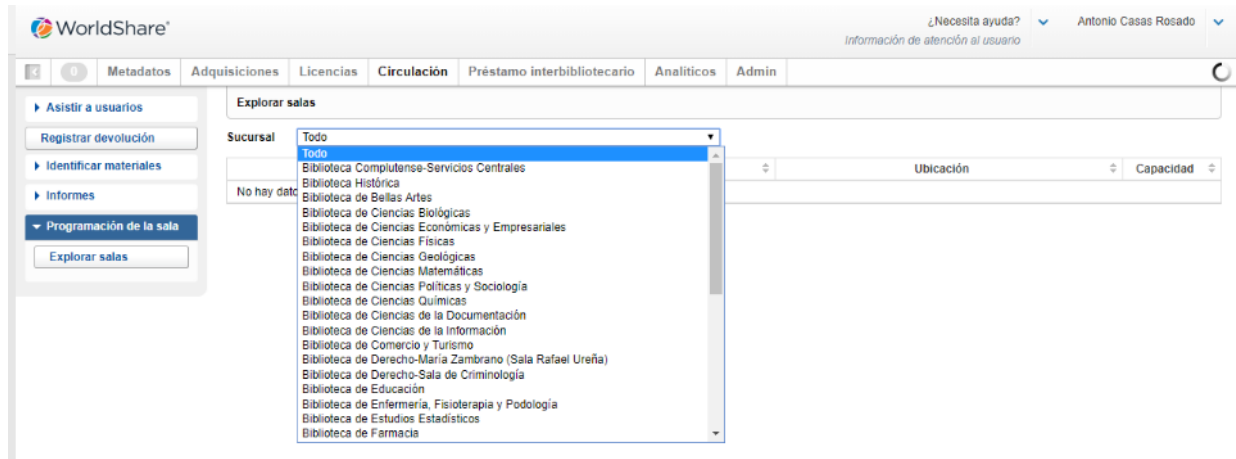 WorldShare®
¿Necesita ayuda?
Antonio Casas Rosado
Información de atención al usuario
0
Metadatos
Adquisiciones
Licencias
Circulación
Préstamo interbibliotecario
Analíticos
Admin
Asistir a usuarios
Registrar devolución
Identificar materiales
Informes
Programación de la sala
Explorar salas
Explorar salas
Sucursal
Todo
Ubicación
Capacidad
No hay dato
Todo
Biblioteca Complutense-Servicios Centrales
Biblioteca Histórica
Biblioteca de Bellas Artes
Biblioteca de Ciencias Biológicas
Biblioteca de Ciencias Económicas y Empresariales
Biblioteca de Ciencias Físicas
Biblioteca de Ciencias Geológicas
Biblioteca de Ciencias Matemáticas
Biblioteca de Ciencias Políticas y Sociología
Biblioteca de Ciencias Químicas
Biblioteca de Ciencias de la Documentación
Biblioteca de Ciencias de la Información
Biblioteca de Comercio y Turismo
Biblioteca de Derecho-María Zambrano (Sala Rafael Ureña)
Biblioteca de Derecho-Sala de Criminología
Biblioteca de Educación
Biblioteca de Enfermería, Fisioterapia y Podología
Biblioteca de Estudios Estadísticos
Biblioteca de Farmacia